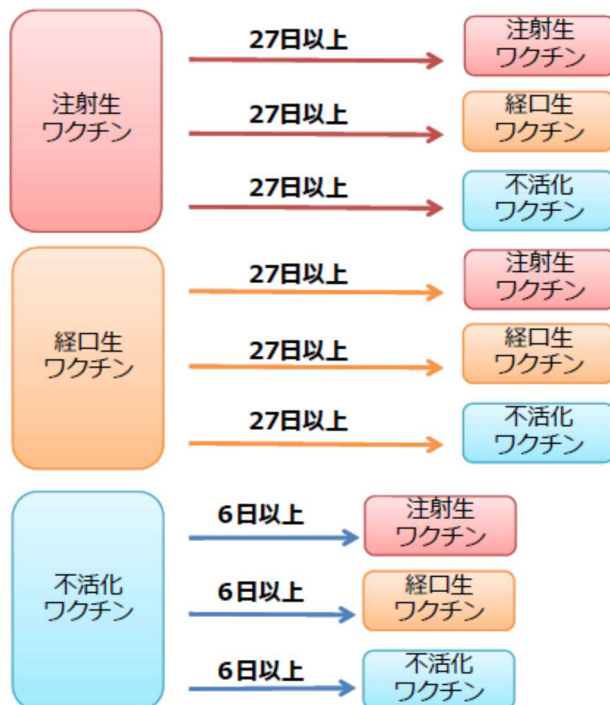 27日以上
注射生
ワクチン
注射生
ワクチン
27日以上
経口生
ワクチン
27日以上
不活化
ワクチン
27日以上
注射生
ワクチン
経口生
ワクチン
27日以上
経口生
ワクチン
27日以上
不活化
ワクチン
6日以上
注射生
ワクチン
不活化
ワクチン
6日以上
経口生
ワクチン
6日以上
不活化
ワクチン